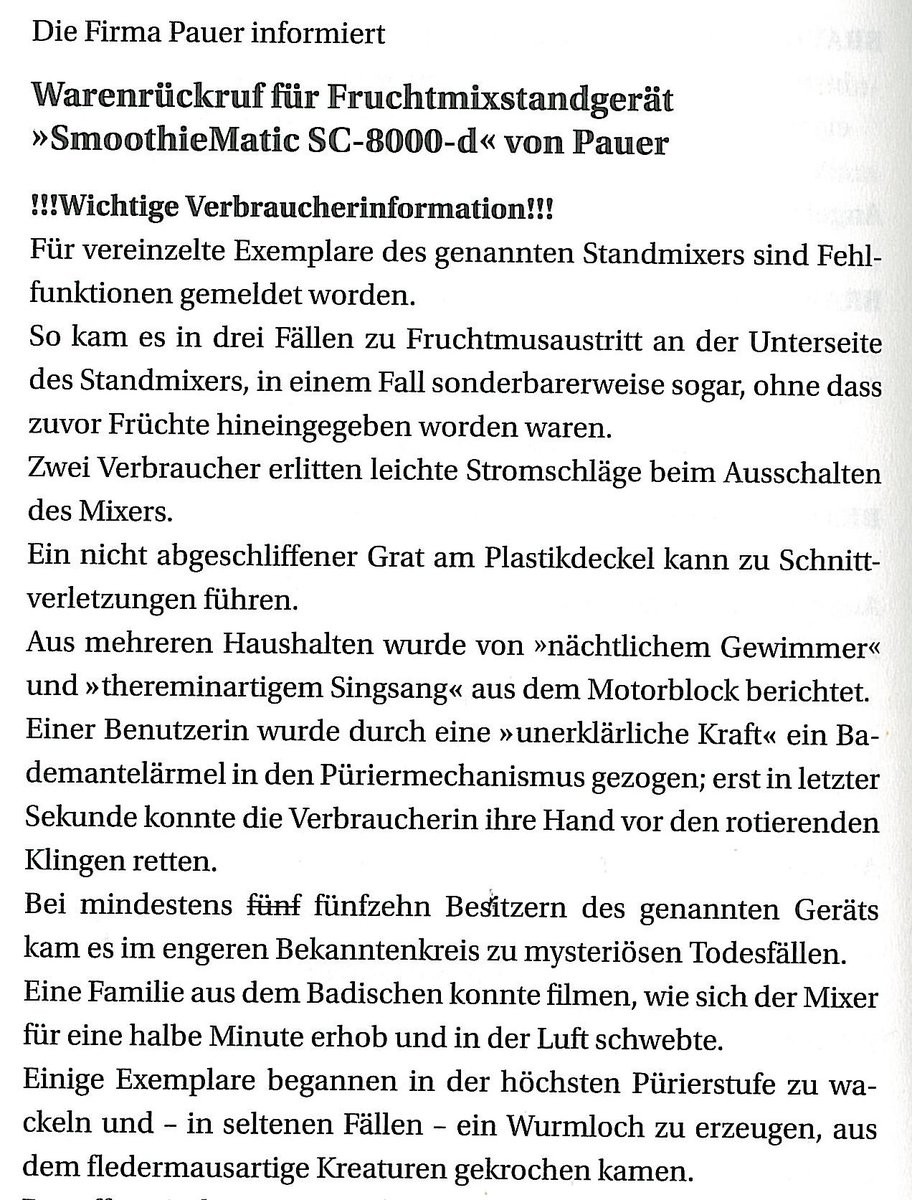 Die Firma Pauer informiert
Warenrückruf für Fruchtmixstandgerät
»SmoothieMatic SC-8000-d« von Pauer
!!!Wichtige Verbraucherinformation!!!
Für vereinzelte Exemplare des genannten Standmixers sind Fehl-
funktionen gemeldet worden.
So kam es in drei Fällen zu Fruchtmusaustritt an der Unterseite
des Standmixers, in einem Fall sonderbarerweise sogar, ohne dass
zuvor Früchte hineingegeben worden waren.
Zwei Verbraucher erlitten leichte Stromschläge beim Ausschalten
des Mixers.
Ein nicht abgeschliffener Grat am Plastikdeckel kann zu Schnitt-
verletzungen führen.
Aus mehreren Haushalten wurde von »nächtlichem Gewimmer«
und »thereminartigem Singsang« aus dem Motorblock berichtet.
Einer Benutzerin wurde durch eine »unerklärliche Kraft« ein Ba-
demantelärmel in den Püriermechanismus gezogen; erst in letzter
Sekunde konnte die Verbraucherin ihre Hand vor den rotierenden
Klingen retten.
Bei mindestens fünf fünfzehn Besitzern des genannten Geräts
kam es im engeren Bekanntenkreis zu mysteriösen Todesfällen.
Eine Familie aus dem Badischen konnte filmen, wie sich der Mixer
für eine halbe Minute erhob und in der Luft schwebte.
Einige Exemplare begannen in der höchsten Pürierstufe zu wa-
ckeln und – in seltenen Fällen – ein Wurmloch zu erzeugen, aus
dem fledermausartige Kreaturen gekrochen kamen.